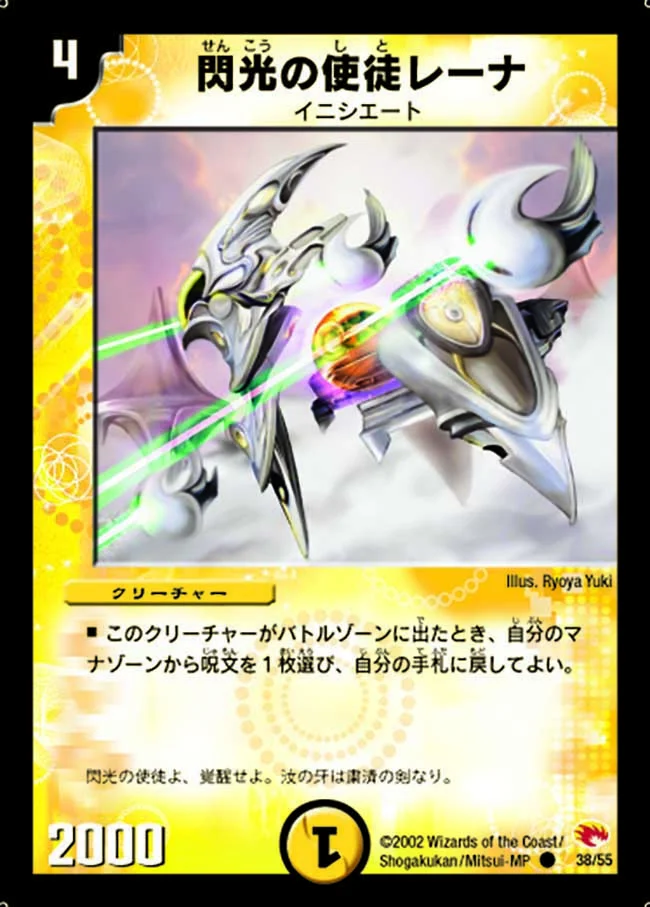 4
せんこう しと
閃光の使徒レーナ
イニシエート
Illus. Ryoya Yuki
クリーチャー
■ このクリーチャーがバトルゾーンに出たとき、自分のマ
ナゾーンから呪文を1枚選び、自分の手札に戻してよい。
閃光の使徒よ、覚醒せよ。汝の牙は粛清の剣なり。
2000
1
©2002 Wizards of the Coast/
Shogakukan/Mitsui-MP ● 38/55